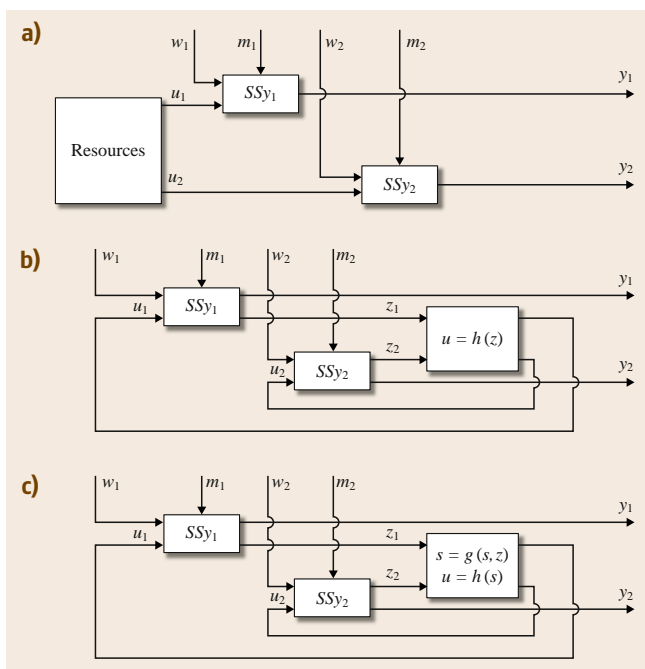 a)
w1 m1 w2 m2
u1 SSy1 y1
Resources
u2 SSy2 y2
b)
w1 m1 w2 m2
u1 SSy1 y1
z1
u = h(z)
z2
u2 SSy2 y2
c)
w1 m1 w2 m2
u1 SSy1 y1
z1
s = g(s, z)
z2 u = h(s)
u2 SSy2 y2